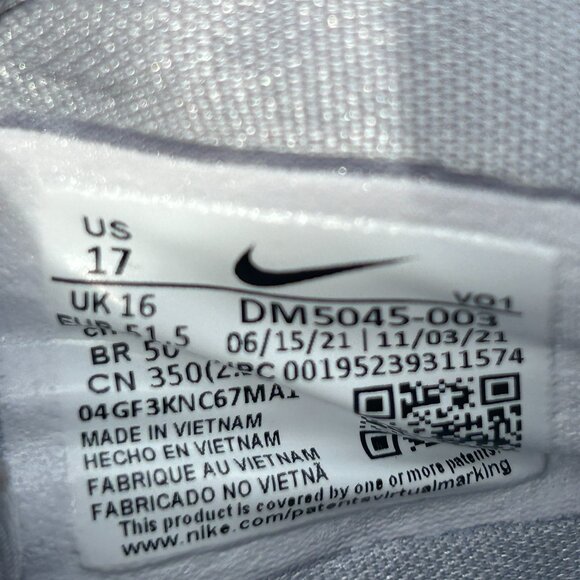 US
17
UK 16
EUR 51.5
BR 50
CN 350(2
VO1
DM5045-003
06/15/21 | 11/03/21
00195239311574
04GF3KNC67MA1
MADE IN VIETNAM
HECHO EN VIETNAM
FABRIQUE AU VIETNAM
FABRICADO NO VIETNÃ
This product is covered by one or more patents.
www.nike.com/patentsvirtualmarking